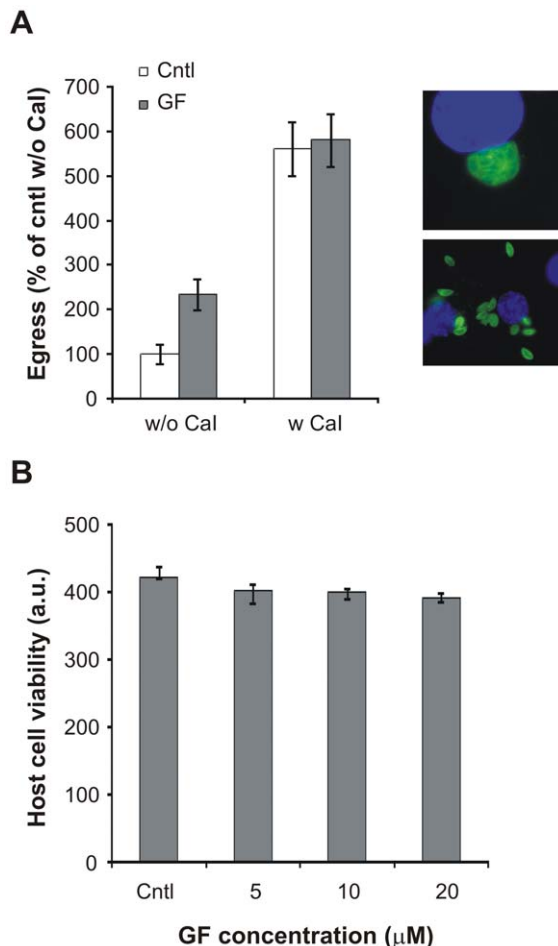 A
700
600
500
400
300
200
100
0
Egress (% of cntl w/o Cal)
Cntl
GF
w/o Cal w Cal
B
500
400
300
200
100
0
Host cell viability (a.u.)
Cntl 5 10 20
GF concentration (μM)